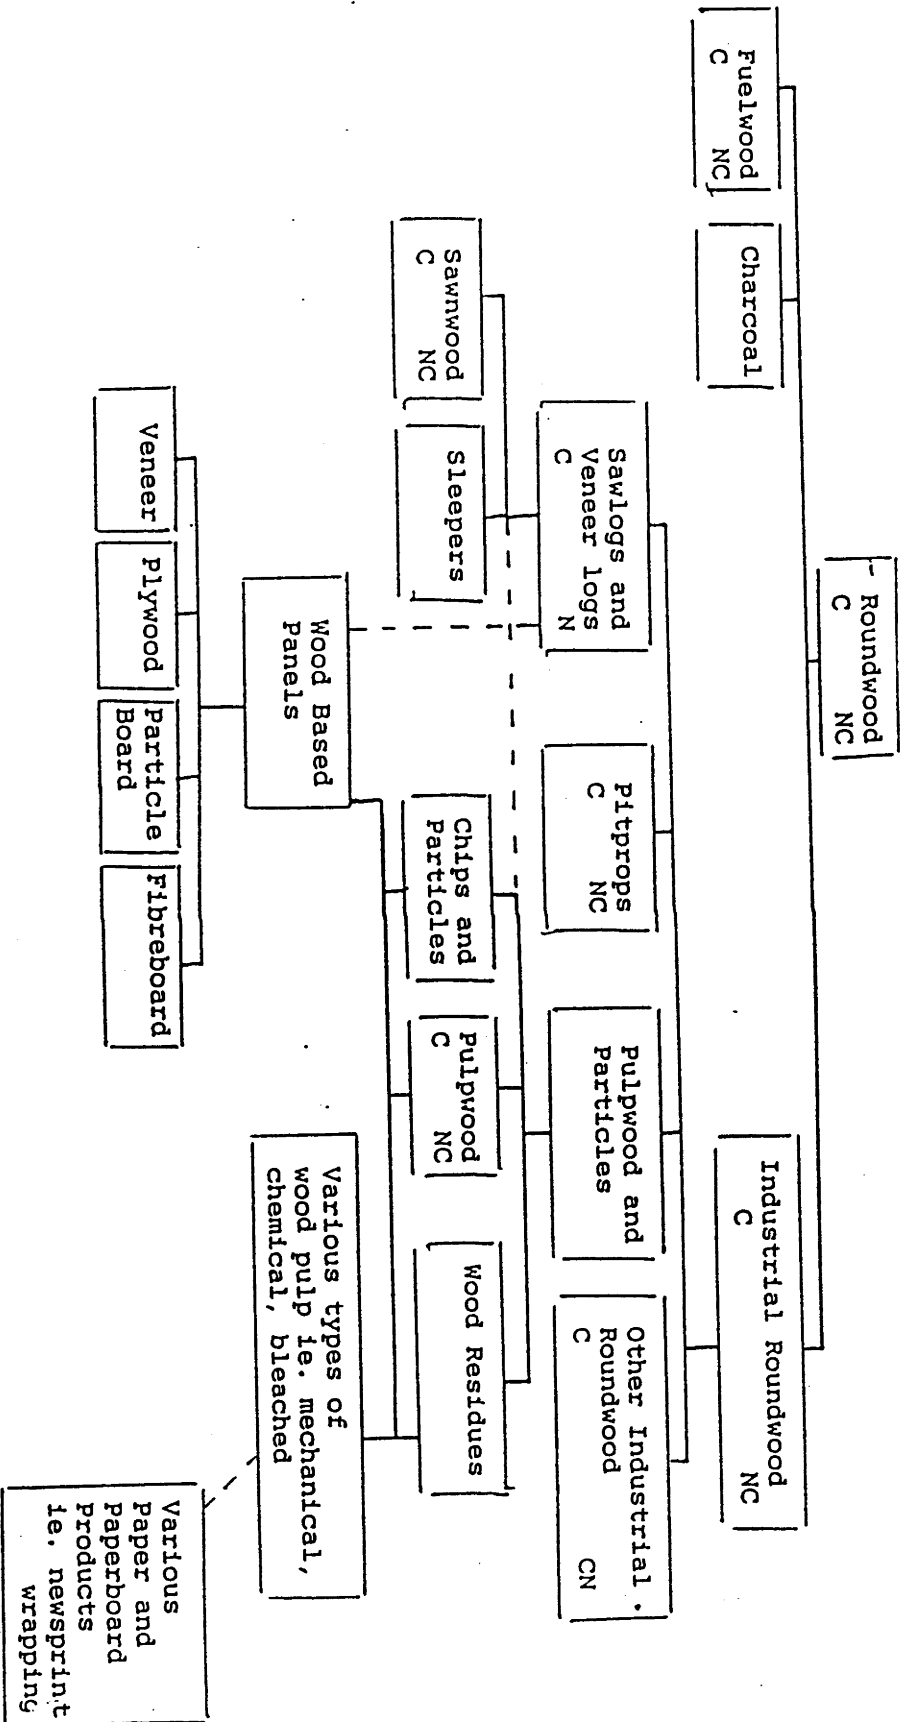 - Roundwood
C NC
Fuelwood
C NC
Charcoal
Industrial Roundwood
C NC
Sawlogs and
Veneer logs
C N
Pitprops
C NC
Pulpwood and
Particles
Other Industrial
Roundwood
C CN
Sawnwood
C NC
Sleepers
Chips and
Particles
Pulpwood
C NC
Wood Residues
Wood Based
Panels
Various types of
wood pulp ie. mechanical,
chemical, bleached
Veneer
Plywood
Particle
Board
Fibreboard
Various
Paper and
Paperboard
Products
ie. newsprint
wrapping